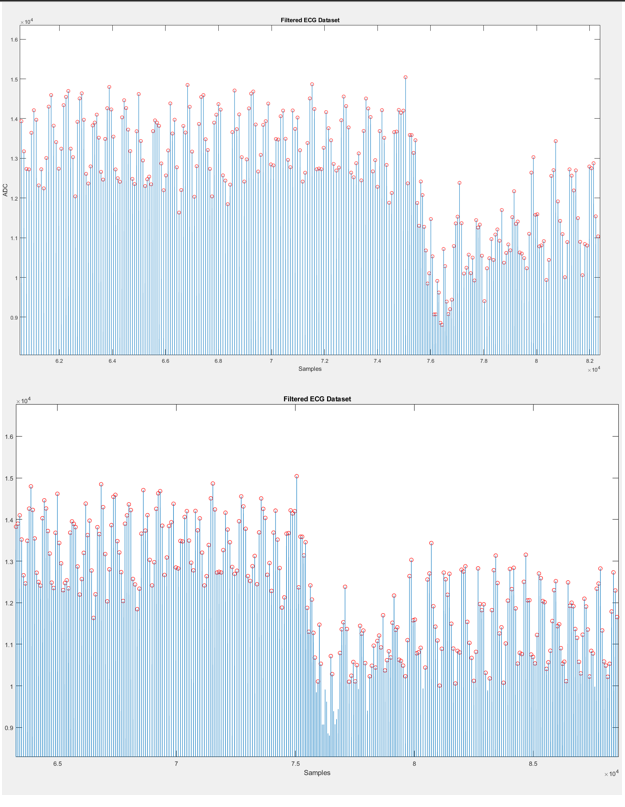 Filtered ECG Dataset
×10⁴
1.6
1.5
1.4
1.3
1.2
1.1
1
0.9
ADC
6.2 6.4 6.6 6.8 7 7.2 7.4 7.6 7.8 8 8.2
Samples
×10⁴
Filtered ECG Dataset
×10⁴
1.6
1.5
1.4
1.3
1.2
1.1
1
0.9
6.5 7 7.5 8 8.5
Samples
×10⁴